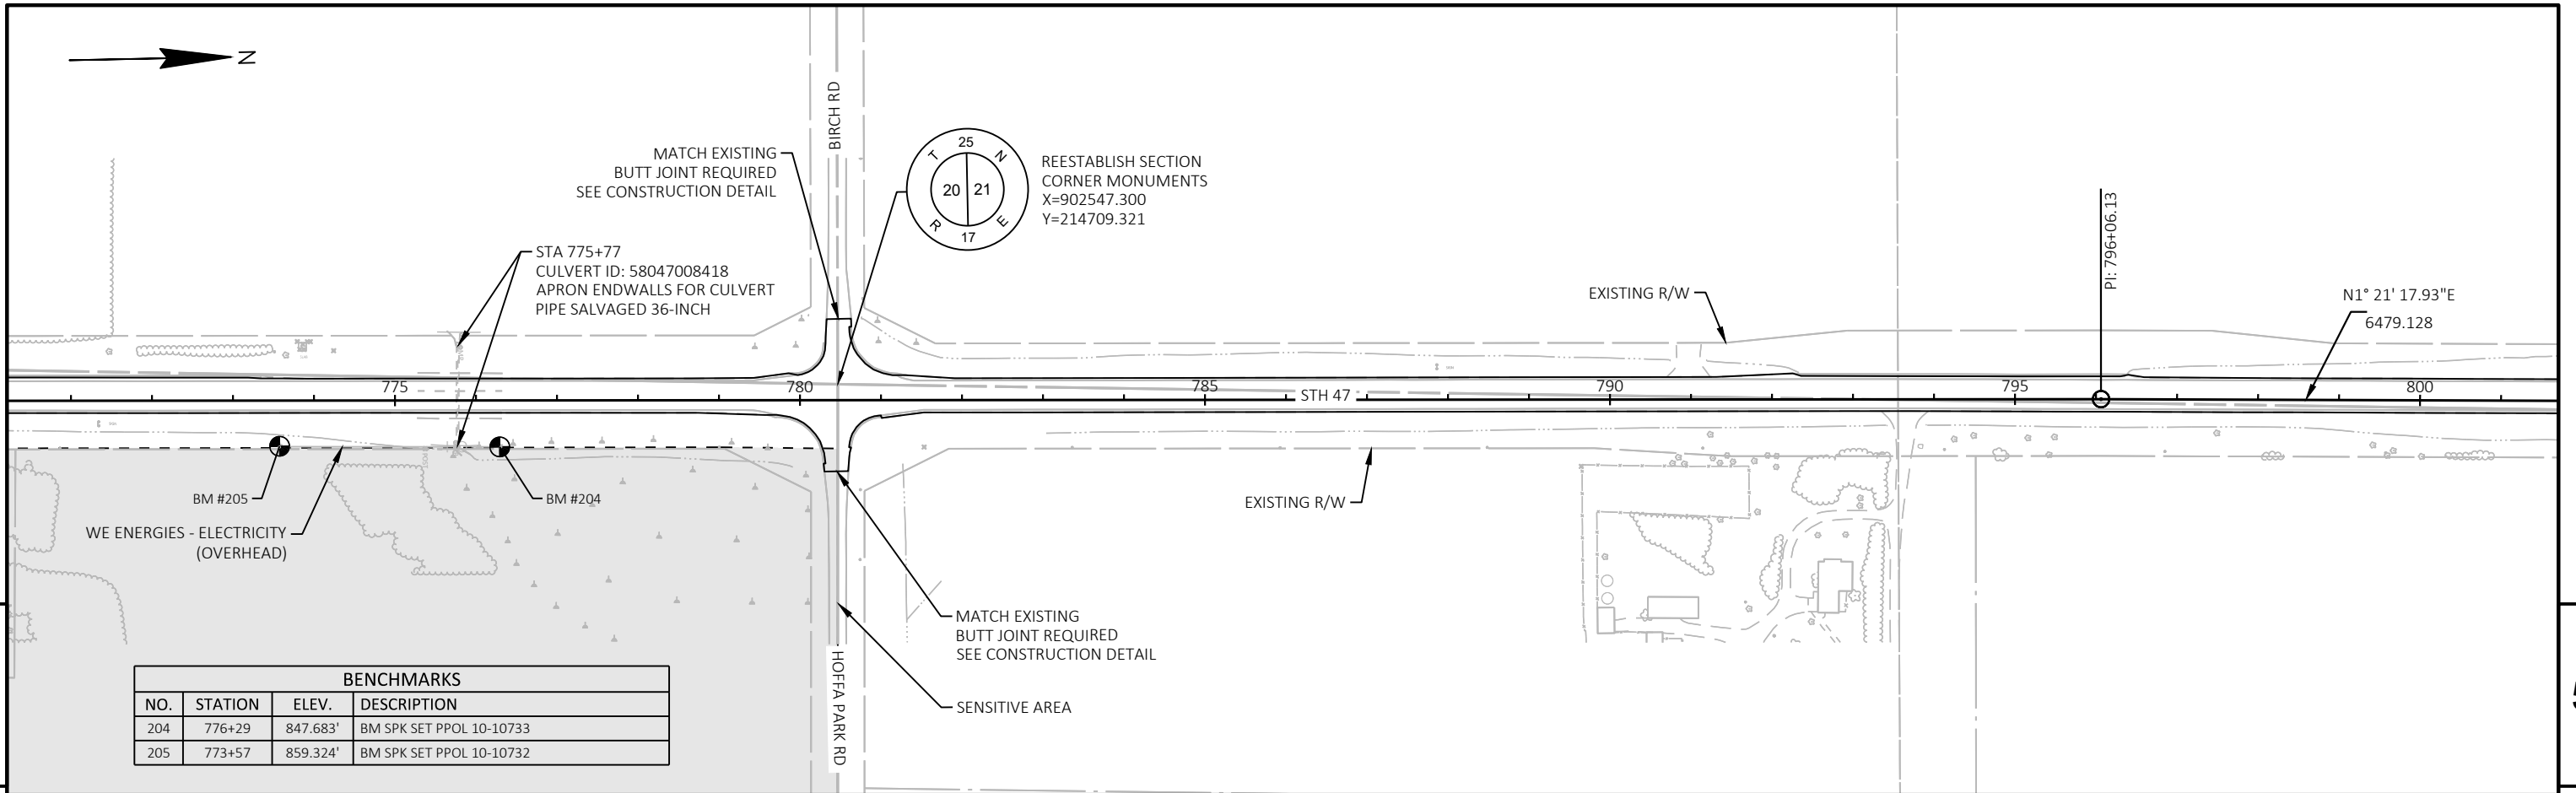 N
BIRCH RD
MATCH EXISTING
BUTT JOINT REQUIRED
SEE CONSTRUCTION DETAIL
25
T N
20 21
R E
17
REESTABLISH SECTION
CORNER MONUMENTS
X=902547.300
Y=214709.321
STA 775+77
CULVERT ID: 58047008418
APRON ENDWALLS FOR CULVERT
PIPE SALVAGED 36-INCH
EXISTING R/W
PI: 796+06.13
N1° 21' 17.93"E
6479.128
775
780
785
790
795
800
STH 47
BM #205
BM #204
WE ENERGIES - ELECTRICITY
(OVERHEAD)
EXISTING R/W
MATCH EXISTING
BUTT JOINT REQUIRED
SEE CONSTRUCTION DETAIL
SENSITIVE AREA
HOFFA PARK RD
BENCHMARKS
NO. STATION ELEV. DESCRIPTION
204 776+29 847.683' BM SPK SET PPOL 10-10733
205 773+57 859.324' BM SPK SET PPOL 10-10732